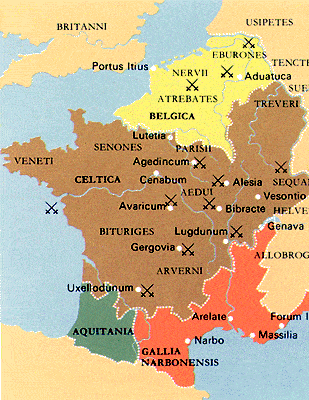 BRITANNI
USIPETES
EBURONES
Portus Itius
NERVII
Aduatuca
TENCTE
SUE
ATREBATES
TREVERI
BELGICA
Lutetia
SENONES
PARISII
VENETI
Agedincum
CELTICA
Cenabum
Alesia
SEQUA
AEDUI
Vesontio
Avaricum
Bibracte
HELVE
BITURIGES
Lugdunum
Genava
Gergovia
ALLOBROG
ARVERNI
Uxellodunum
AQUITANIA
Arelate
Forum I
Massilia
GALLIA
NARBONENSIS
Narbo